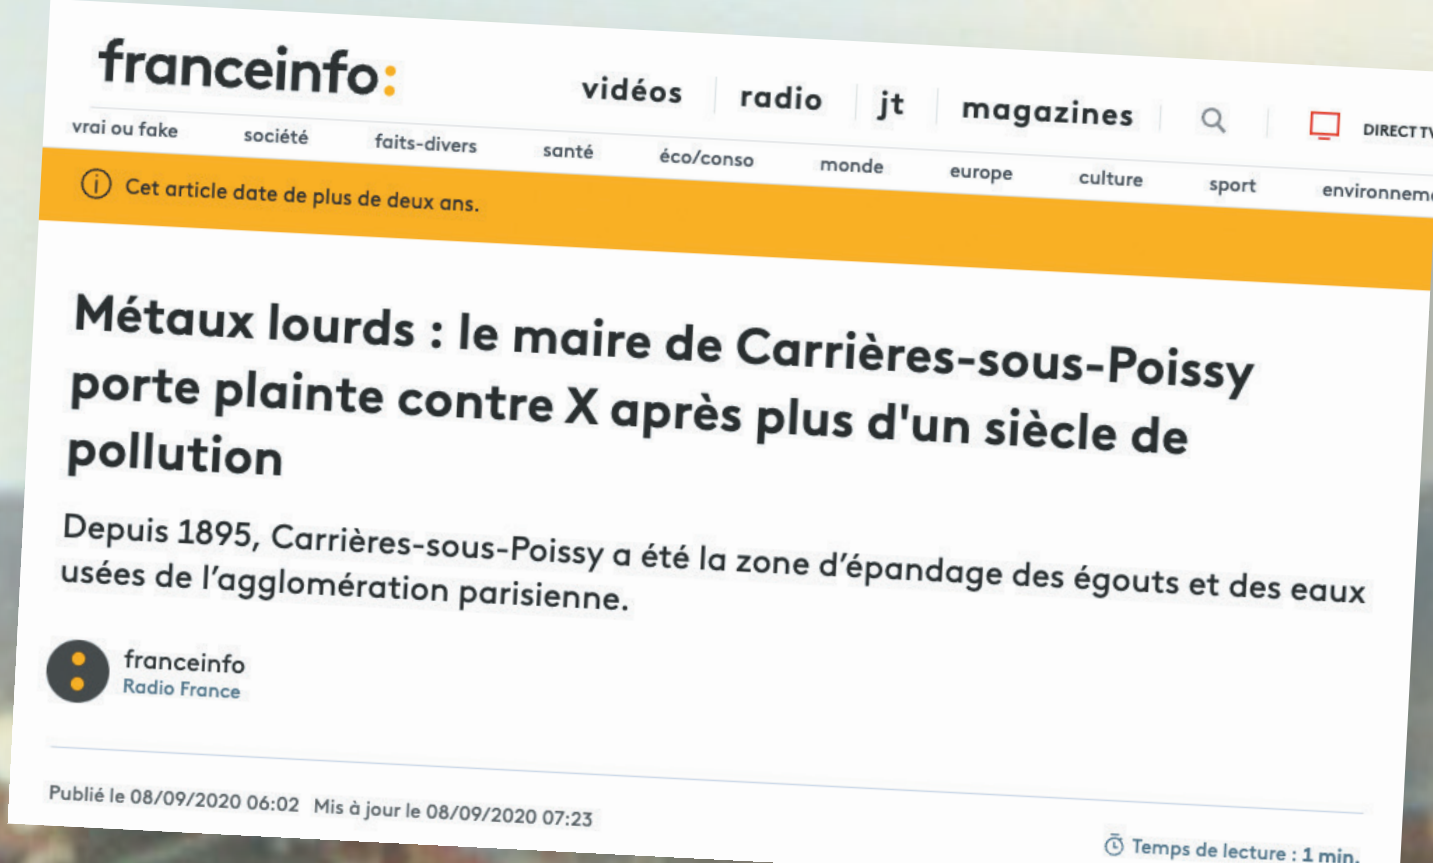 franceinfo:
vidéos radio jt magazines DIRECT
vrai ou fake société faits-divers santé éco/conso monde europe culture sport
Cet article date de plus de deux ans.
Métaux lourds : le maire de Carrières-sous-Poissy
porte plainte contre X après plus d'un siècle de
pollution
Depuis 1895, Carrières-sous-Poissy a été la zone d’épandage des égouts et des eaux
usées de l’agglomération parisienne.
franceinfo
Radio France
Publié le 08/09/2020 06:02 Mis à jour le 08/09/2020 07:23
Temps de lecture : 1 min.